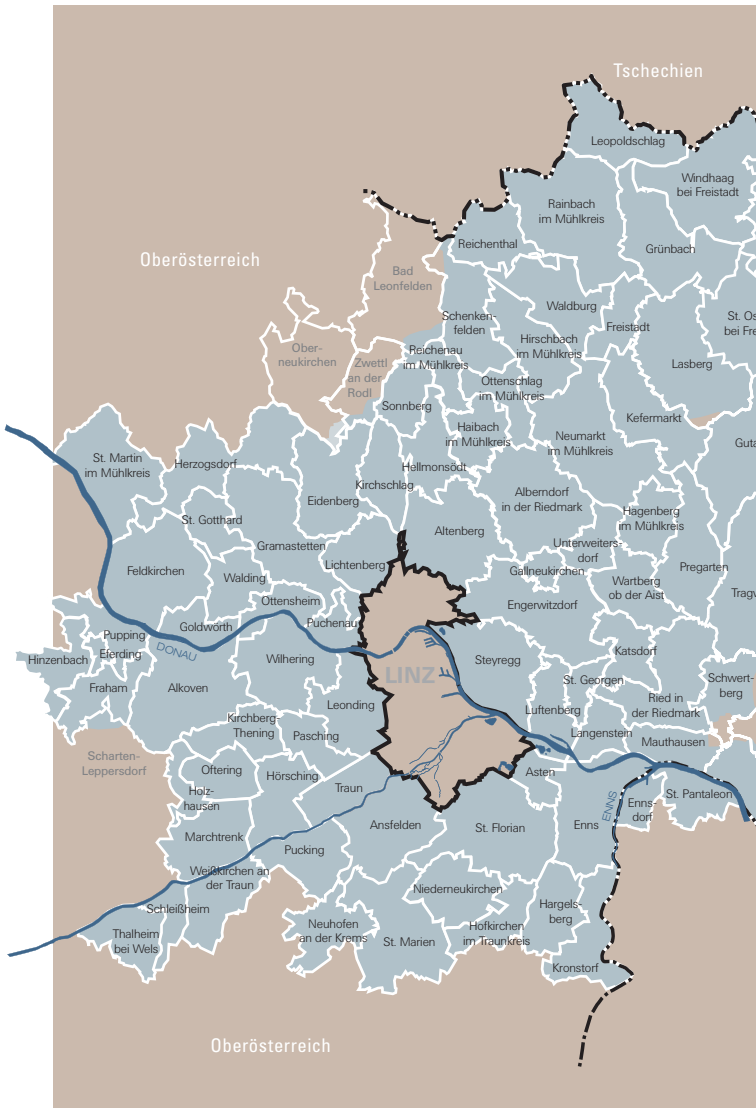 Tschechien
Leopoldschlag
Windhaag
bei Freistadt
Rainbach
im Mühlkreis
Reichenthal
Grünbach
Oberösterreich
Bad
Leonfelden
Waldburg
Schenken-
felden
Freistadt
St. Os
bei Fre
Hirschbach
im Mühlkreis
Ober-
neukirchen
Zwettl
an der
Rodl
Reichenau
im Mühlkreis
Lasberg
Ottenschlag
im Mühlkreis
Sonnberg
Kefermarkt
Haibach
im Mühlkreis
Neumarkt
im Mühlkreis
Guta
St. Martin
im Mühlkreis
Herzogsdorf
Hellmonsödt
Kirchschlag
Eidenberg
Alberndorf
in der Riedmark
Hagenberg
im Mühlkreis
St. Gotthard
Altenberg
Gramastetten
Unterweiters-
dorf
Lichtenberg
Feldkirchen
Walding
Gallneukirchen
Pregarten
Wartberg
ob der Aist
Tragv
Ottensheim
Engerwitzdorf
Puchenau
Goldwörth
Pupping
DONAU
Eferding
Hinzenbach
Wilhering
Steyregg
Katsdorf
LINZ
St. Georgen
Schwert-
berg
Fraham
Alkoven
Leonding
Luftenberg
Ried in
der Riedmark
Kirchberg-
Thening
Pasching
Langenstein
Mauthausen
Scharten-
Leppersdorf
Oftering
Hörsching
Asten
Traun
Holz-
hausen
St. Pantaleon
ENNS
Enns-
dorf
Marchtrenk
Ansfelden
St. Florian
Enns
Pucking
Weißkirchen an
der Traun
Niederneukirchen
Schleißheim
Hargels-
berg
Thalheim
bei Wels
Neuhofen
an der Krems
St. Marien
Hofkirchen
im Traunkreis
Kronstorf
Oberösterreich